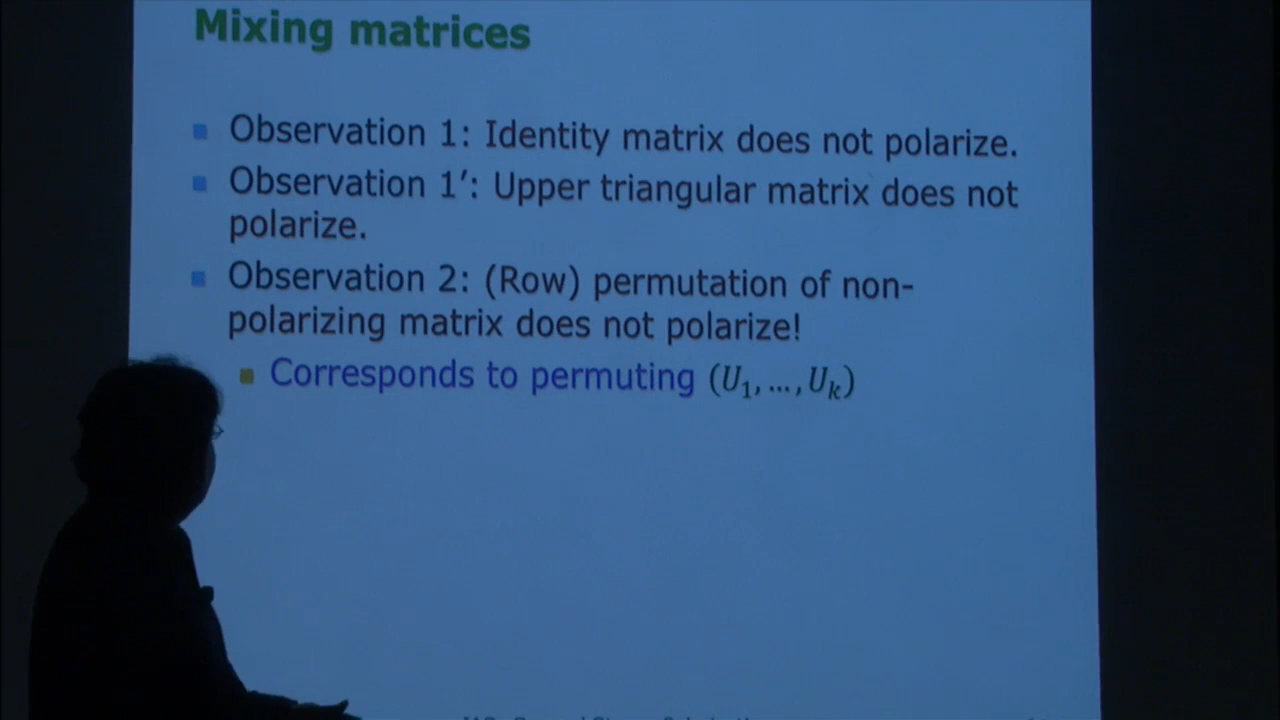 Mixing matrices
Observation 1: Identity matrix does not polarize.
Observation 1′: Upper triangular matrix does not
polarize.
Observation 2: (Row) permutation of non-
polarizing matrix does not polarize!
Corresponds to permuting (U₁, …, Uₖ)